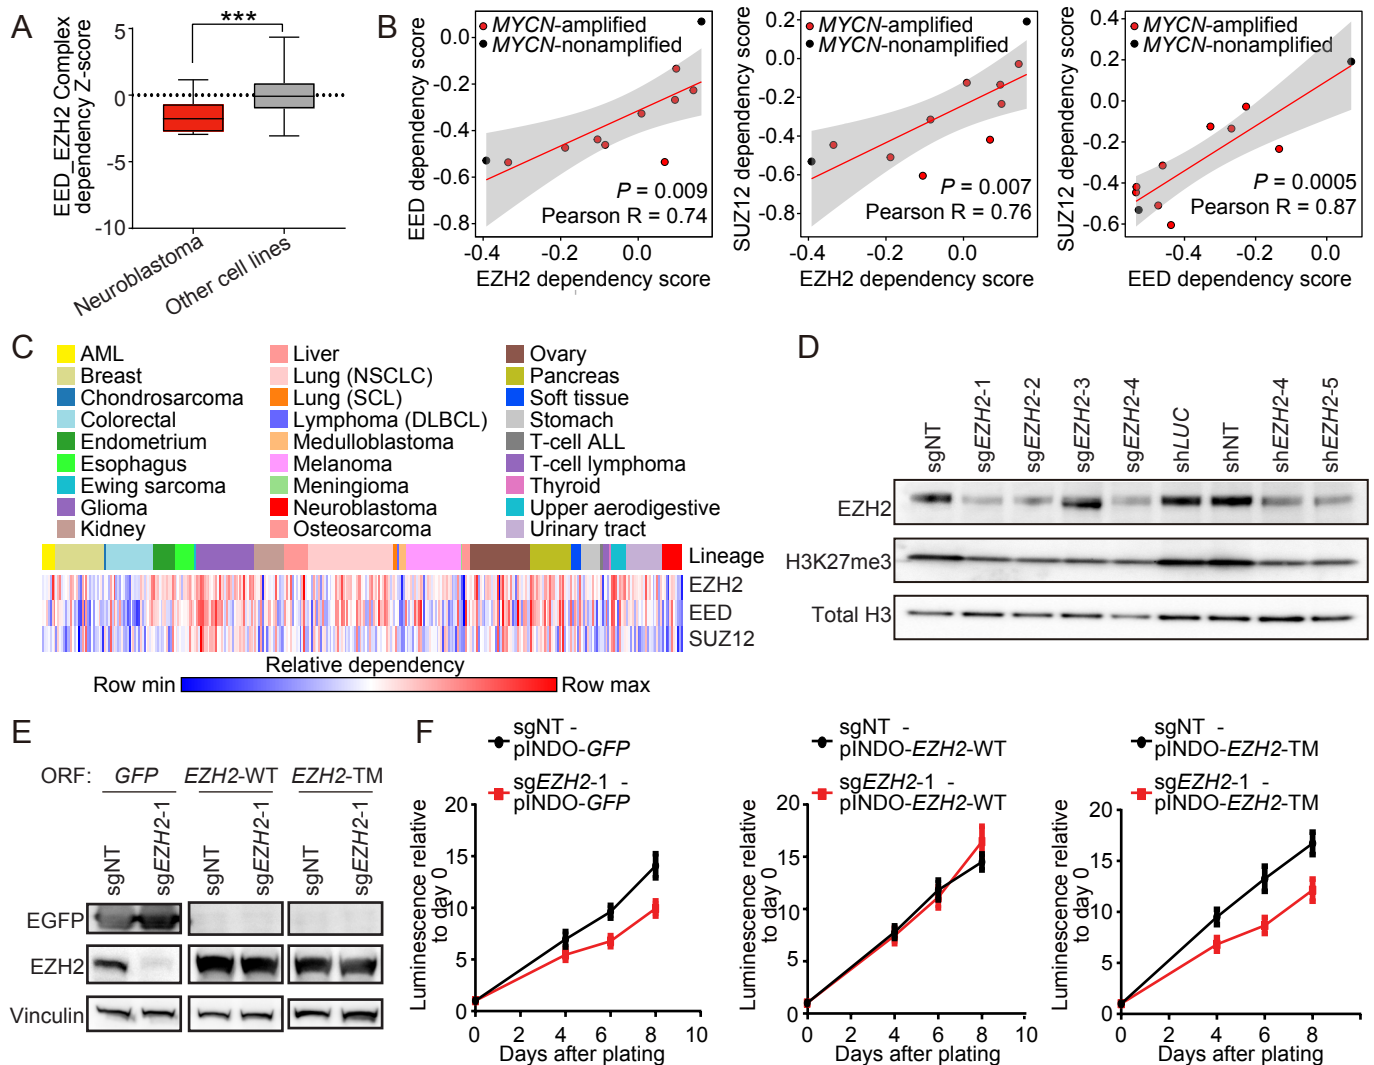 A
***
EED_EZH2 Complex
dependency Z-score
5
0
-5
-10
Neuroblastoma
Other cell lines
B
MYCN-amplified
MYCN-nonamplified
EED dependency score
0.0
-0.2
-0.4
-0.6
-0.8
P = 0.009
Pearson R = 0.74
-0.4
-0.2
0.0
EZH2 dependency score
MYCN-amplified
MYCN-nonamplified
SUZ12 dependency score
0.2
0.0
-0.2
-0.4
-0.6
-0.8
P = 0.007
Pearson R = 0.76
-0.4
-0.2
0.0
EZH2 dependency score
MYCN-amplified
MYCN-nonamplified
SUZ12 dependency score
0.4
0.2
0.0
-0.2
-0.4
-0.6
P = 0.0005
Pearson R = 0.87
-0.4
-0.2
0.0
EED dependency score
C
AML
Breast
Chondrosarcoma
Colorectal
Endometrium
Esophagus
Ewing sarcoma
Glioma
Kidney
Liver
Lung (NSCLC)
Lung (SCL)
Lymphoma (DLBCL)
Medulloblastoma
Melanoma
Meningioma
Neuroblastoma
Osteosarcoma
Ovary
Pancreas
Soft tissue
Stomach
T-cell ALL
T-cell lymphoma
Thyroid
Upper aerodigestive
Urinary tract
Lineage
EZH2
EED
SUZ12
Relative dependency
Row min
Row max
D
sgNT
sgEZH2-1
sgEZH2-2
sgEZH2-3
sgEZH2-4
shLUC
shNT
shEZH2-4
shEZH2-5
EZH2
H3K27me3
Total H3
E
ORF: GFP EZH2-WT EZH2-TM
sgNT
sgEZH2-1
sgNT
sgEZH2-1
sgNT
sgEZH2-1
EGFP
EZH2
Vinculin
F
sgNT -
pINDO-GFP
sgEZH2-1 -
pINDO-GFP
Luminescence relative
to day 0
20
15
10
5
0
0 2 4 6 8 10
Days after plating
sgNT -
pINDO-EZH2-WT
sgEZH2-1 -
pINDO-EZH2-WT
Luminescence relative
to day 0
20
15
10
5
0
0 2 4 6 8 10
Days after plating
sgNT -
pINDO-EZH2-TM
sgEZH2-1 -
pINDO-EZH2-TM
Luminescence relative
to day 0
20
15
10
5
0
0 2 4 6 8
Days after plating